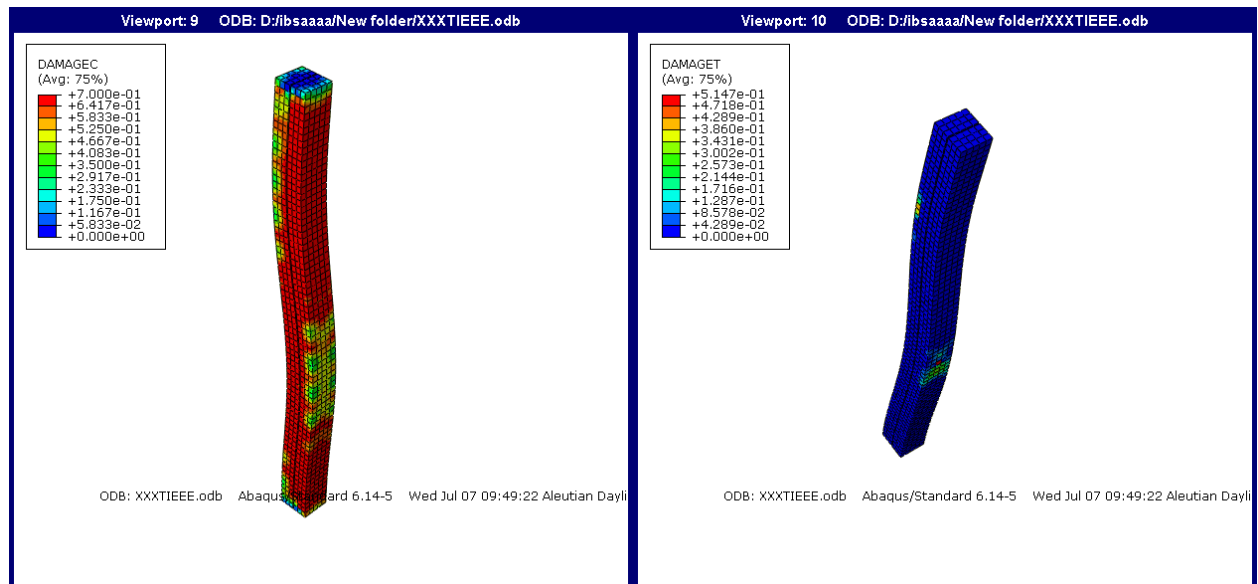 Viewport: 9 ODB: D:/ibsaaaa/New folder/XXXTIEEE.odb
DAMAGEC
(Avg: 75%)
+7.000e-01
+6.417e-01
+5.833e-01
+5.250e-01
+4.667e-01
+4.083e-01
+3.500e-01
+2.917e-01
+2.333e-01
+1.750e-01
+1.167e-01
+5.833e-02
+0.000e+00
ODB: XXXTIEEE.odb Abaqus/Standard 6.14-5 Wed Jul 07 09:49:22 Aleutian Dayli
Viewport: 10 ODB: D:/ibsaaaa/New folder/XXXTIEEE.odb
DAMAGET
(Avg: 75%)
+5.147e-01
+4.718e-01
+4.289e-01
+3.860e-01
+3.431e-01
+3.002e-01
+2.573e-01
+2.144e-01
+1.716e-01
+1.287e-01
+8.578e-02
+4.289e-02
+0.000e+00
ODB: XXXTIEEE.odb Abaqus/Standard 6.14-5 Wed Jul 07 09:49:22 Aleutian Dayli